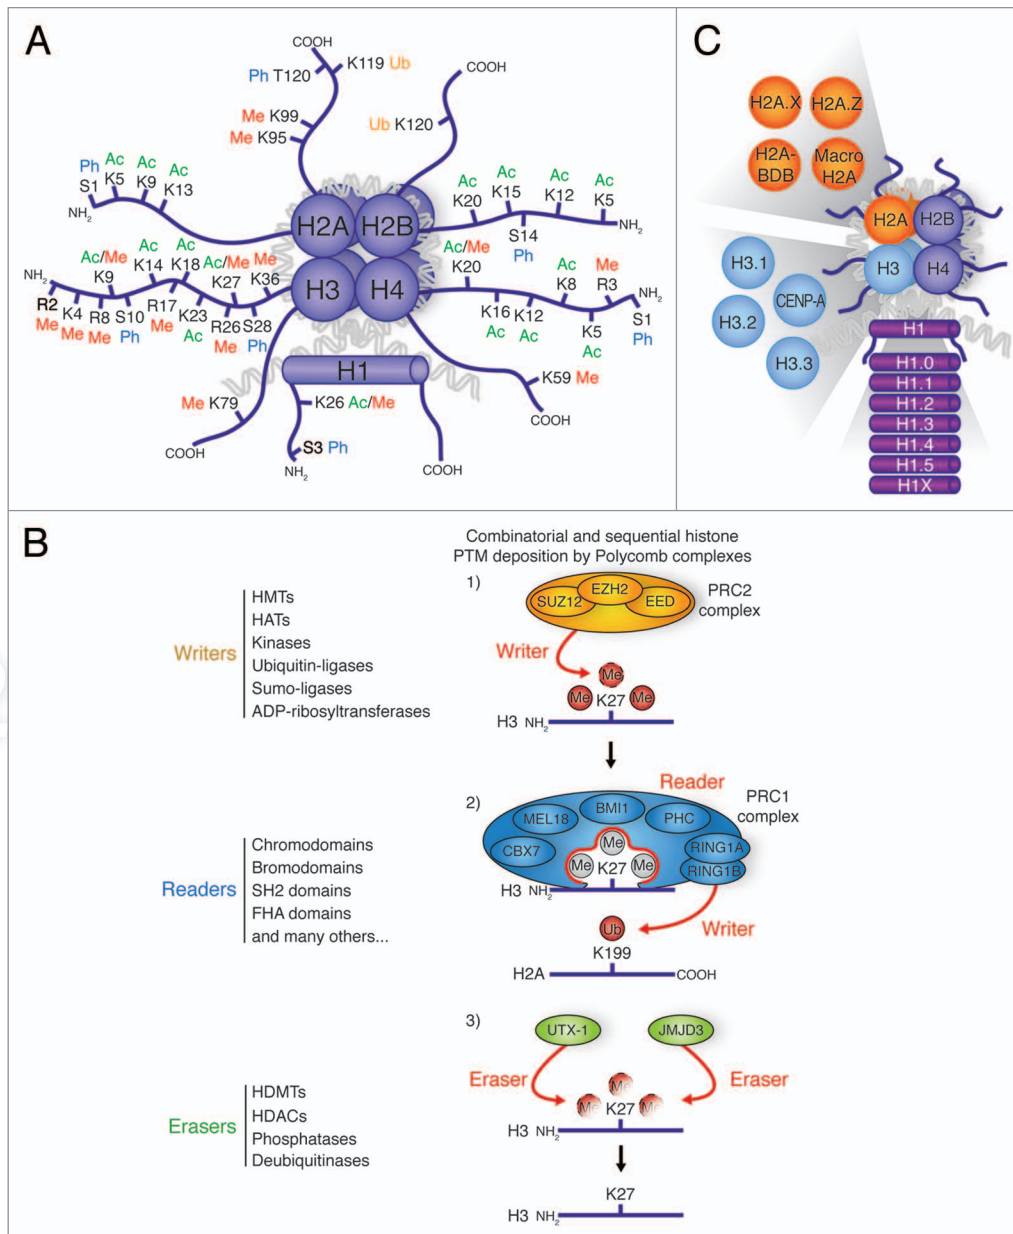 A
COOH
K119 Ub
Ph T120
COOH
Me K99
Me K95
Ub K120
Ph
S1
Ac
K5
Ac
K9
Ac
K13
NH2
Ac
K20
Ac
K15
Ac
K12
Ac
K5
S14
Ph
NH2
H2A
H2B
H3
H4
NH2
Ac/Me
K9
Ac
K14
Ac
K18
Ac/Me
K27
Me
K36
R2
Me
K4
Me
R8
Me
S10
Ph
R17
Me
K23
Ac
R26
Me
S28
Ph
Ac/Me
K20
Ac
K8
Me
R3
NH2
S1
Ph
K16
Ac
K12
Ac
K5
Ac
H1
Me K79
K26 Ac/Me
K59 Me
COOH
COOH
S3 Ph
NH2
COOH
C
H2A.X
H2A.Z
H2A-
BDB
Macro
H2A
H2A
H2B
H3
H4
H3.1
CENP-A
H3.2
H3.3
H1
H1.0
H1.1
H1.2
H1.3
H1.4
H1.5
H1X
B
Combinatorial and sequential histone
PTM deposition by Polycomb complexes
Writers
HMTs
HATs
Kinases
Ubiquitin-ligases
Sumo-ligases
ADP-ribosyltransferases
1)
SUZ12
EZH2
EED
PRC2
complex
Writer
Me
Me
K27
Me
H3 NH2
Readers
Chromodomains
Bromodomains
SH2 domains
FHA domains
and many others...
2)
Reader
PRC1
complex
MEL18
BMI1
PHC
CBX7
RING1A
RING1B
Me
Me
K27
Me
H3 NH2
Ub
Writer
K199
H2A
COOH
Erasers
HDMTs
HDACs
Phosphatases
Deubiquitinases
3)
UTX-1
JMJD3
Eraser
Eraser
Me
Me
K27
Me
H3 NH2
K27
H3 NH2